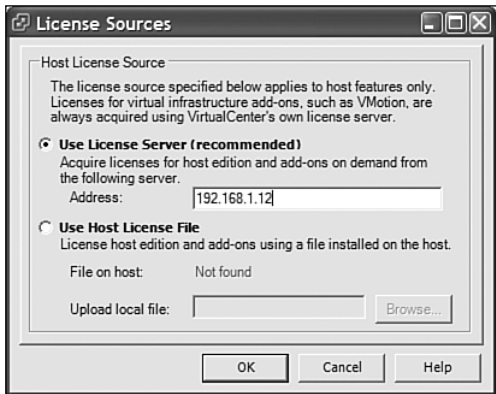 License Sources
Host License Source
The license source specified below applies to host features only.
Licenses for virtual infrastructure add-ons, such as VMotion, are
always acquired using VirtualCenter's own license server.
Use License Server (recommended)
Acquire licenses for host edition and add-ons on demand from
the following server.
Address: 192.168.1.12
Use Host License File
License host edition and add-ons using a file installed on the host.
File on host: Not found
Upload local file: Browse...
OK Cancel Help